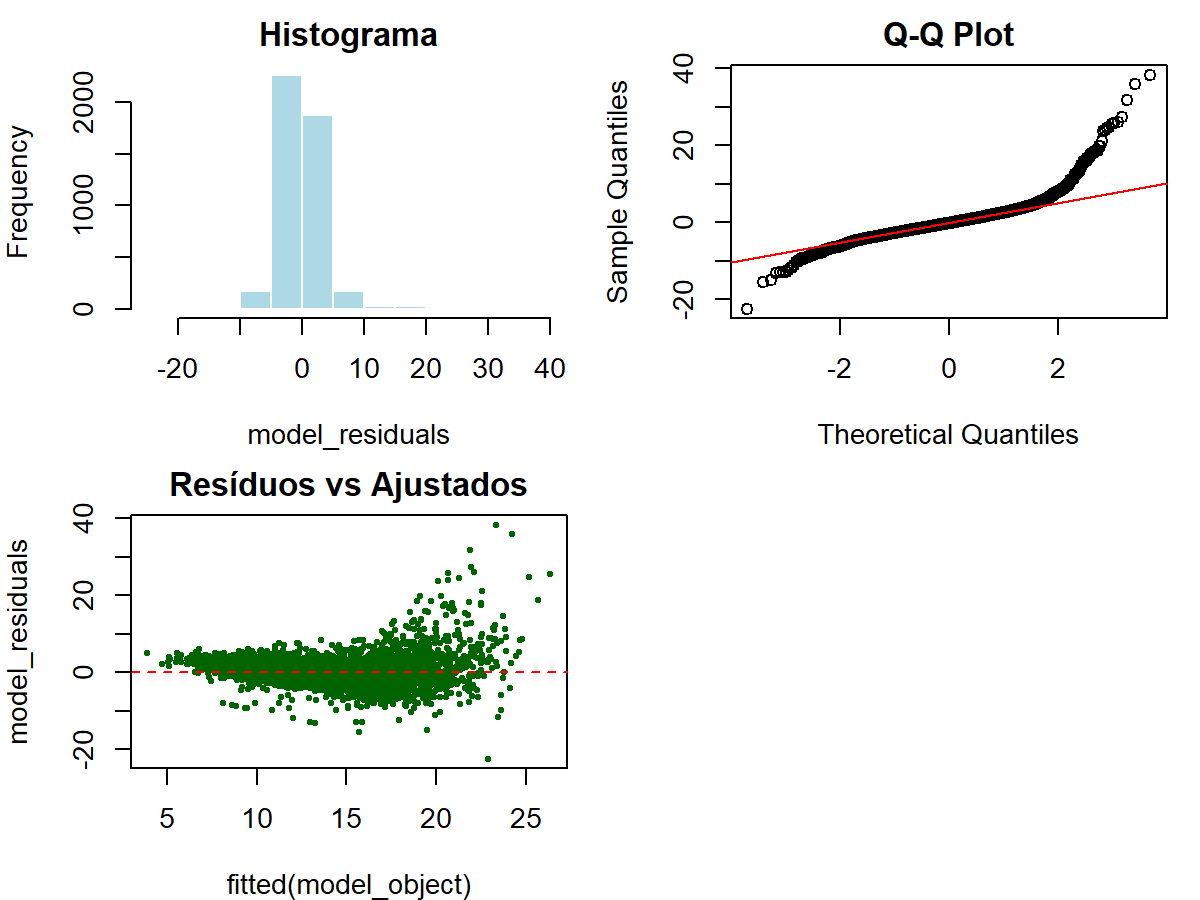 Histograma
Frequency
0
1000
2000
-20
0
10
20
30
40
model_residuals
Q-Q Plot
Sample Quantiles
-20
0
20
40
-2
0
2
Theoretical Quantiles
Resíduos vs Ajustados
model_residuals
-20
0
20
40
5
10
15
20
25
fitted(model_object)